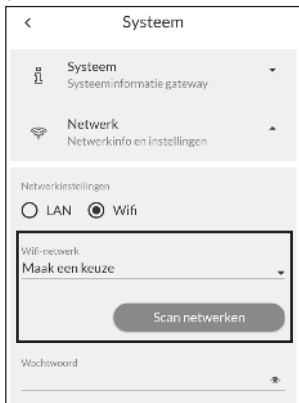 Systeem
Systeem
Systeeminformatie gateway
Netwerk
Netwerkinfo en instellingen
Netwerkinstellingen
LAN Wifi
Wifi-netwerk
Maak een keuze
Scan netwerken
Wachtwoord